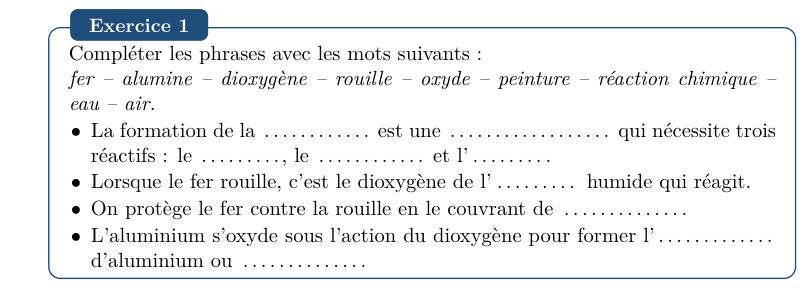 Exercice 1
Compléter les phrases avec les mots suivants :
fer – alumine – dioxygène – rouille – oxyde – peinture – réaction chimique –
eau – air.
• La formation de la ............ est une .................. qui nécessite trois
réactifs : le ........., le ............ et l'.........
• Lorsque le fer rouille, c'est le dioxygène de l'......... humide qui réagit.
• On protège le fer contre la rouille en le couvrant de ..............
• L'aluminium s'oxyde sous l'action du dioxygène pour former l'.............
d'aluminium ou ..............